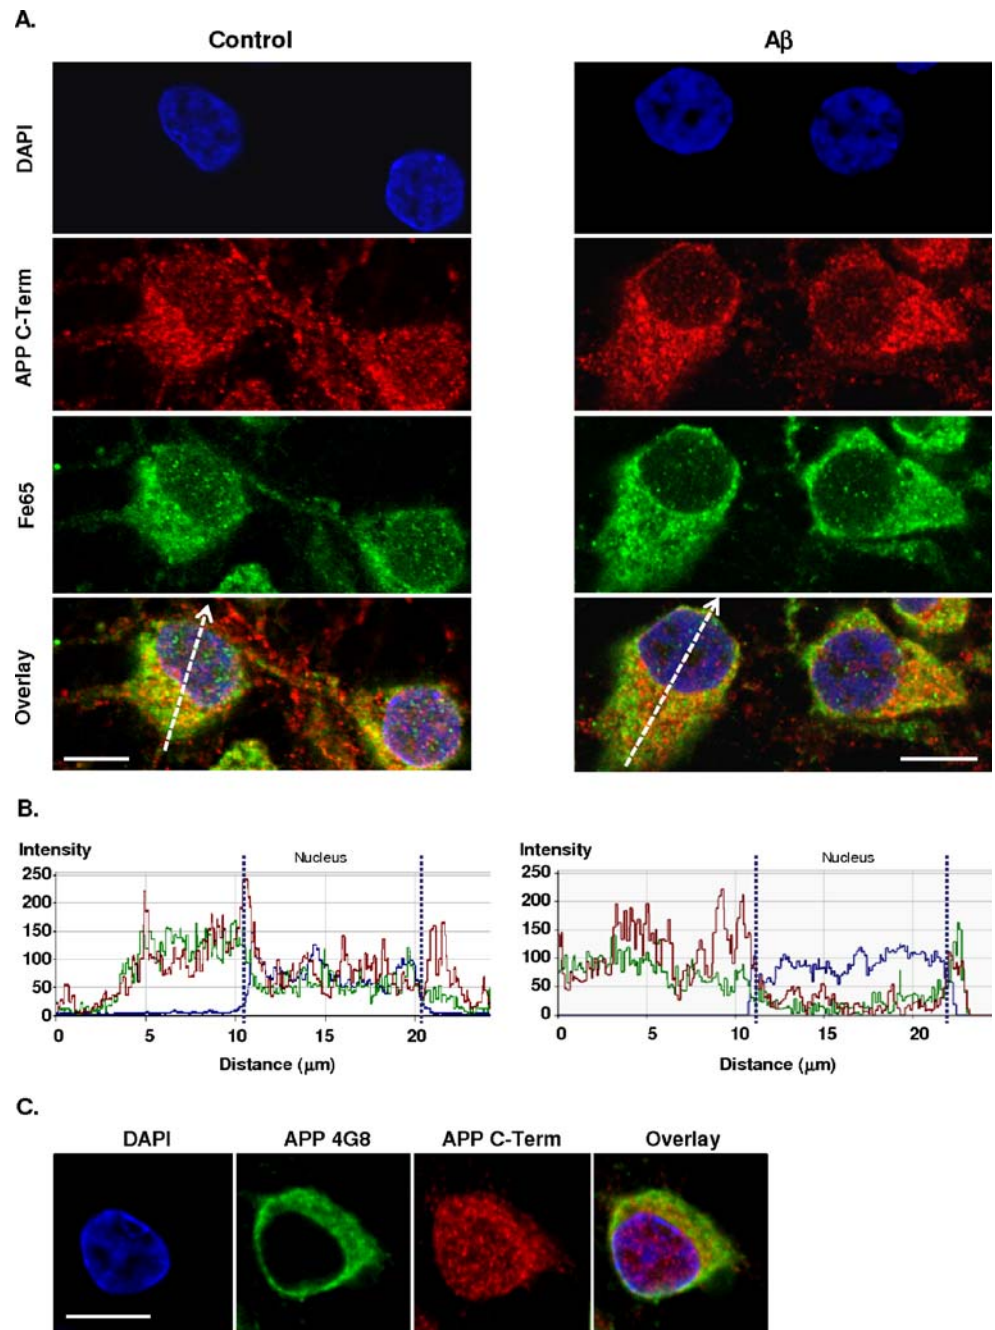 A.
Control
Aβ
DAPI
APP C-Term
Fe65
Overlay
B.
Intensity
Nucleus
250
200
150
100
50
0
0 5 10 15 20
Distance (μm)
Intensity
Nucleus
250
200
150
100
50
0
0 5 10 15 20
Distance (μm)
C.
DAPI APP 4G8 APP C-Term Overlay